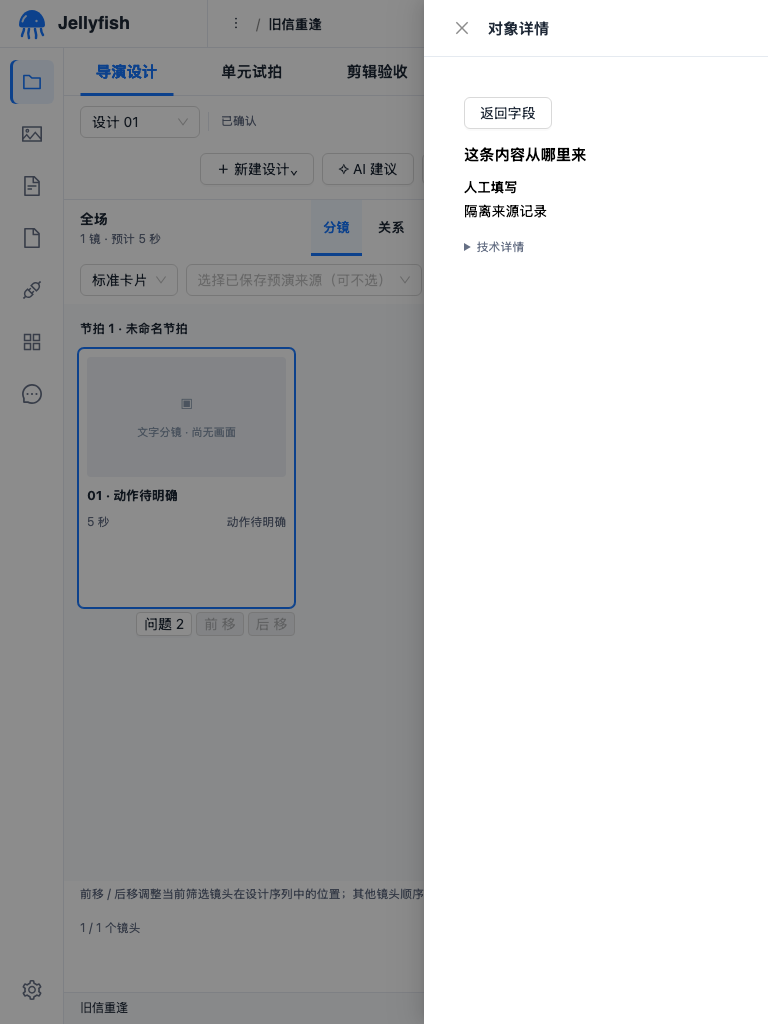 Jellyfish
⋮ / 旧信重逢
导演设计 单元试拍 剪辑验收
设计 01 已确认
+ 新建设计 AI 建议
全场
1 镜 · 预计 5 秒
分镜 关系
标准卡片 选择已保存预演来源（可不选）
节拍 1 · 未命名节拍
文字分镜 · 尚无画面
01 · 动作待明确
5 秒 动作待明确
问题 2 前移 后移
前移 / 后移调整当前筛选镜头在设计序列中的位置；其他镜头顺序
1 / 1 个镜头
旧信重逢
对象详情
返回字段
这条内容从哪里来
人工填写
隔离来源记录
技术详情